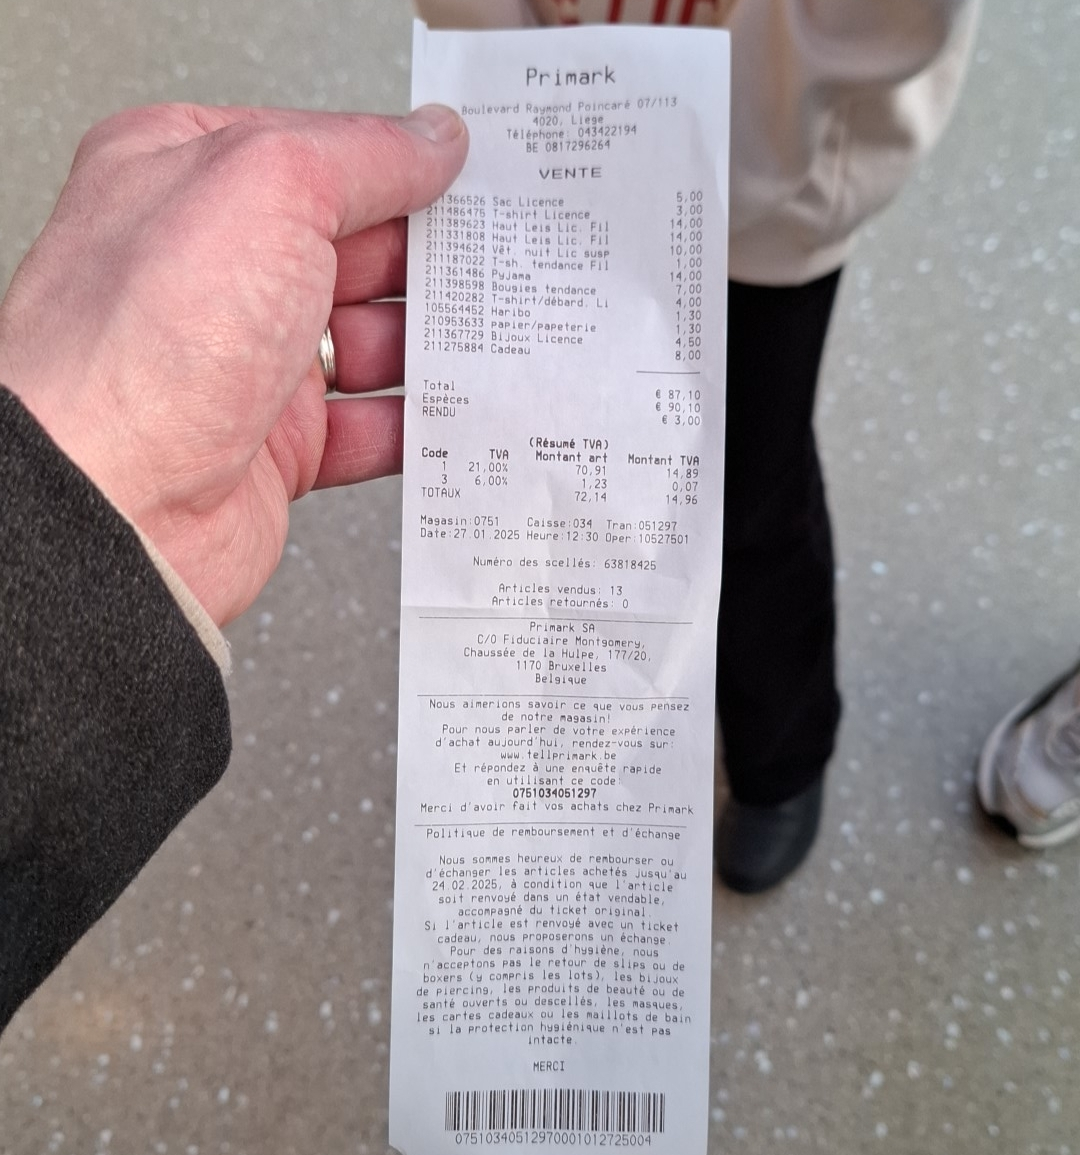 Primark
Boulevard Raymond Poincaré 07/113
4020, Liege
Téléphone: 043422194
BE 0817296264
VENTE
1366526 Sac Licence 5,00
211486475 T-shirt Licence 3,00
211389623 Haut Leis Lic. Fil 14,00
211331808 Haut Leis Lic. Fil 14,00
211394624 Vêt. nuit Lic susp 10,00
211187022 T-sh. tendance Fil 1,00
211361486 Pyjama 14,00
211398598 Bougies tendance 7,00
211420282 T-shirt/débard. Li 4,00
105564452 Haribo 1,30
210953633 papier/papeterie 1,30
211367729 Bijoux Licence 4,50
211275884 Cadeau 8,00
Total € 87,10
Espèces € 90,10
RENDU € 3,00
(Résumé TVA)
Code TVA Montant art Montant TVA
1 21,00% 70,91 14,89
3 6,00% 1,23 0,07
TOTAUX 72,14 14,96
Magasin:0751 Caisse:034 Tran:051297
Date:27.01.2025 Heure:12:30 Oper:10527501
Numéro des scellés: 63818425
Articles vendus: 13
Articles retournés: 0
Primark SA
C/O Fiduciaire Montgomery,
Chaussée de la Hulpe, 177/20,
1170 Bruxelles
Belgique
Nous aimerions savoir ce que vous pensez
de notre magasin!
Pour nous parler de votre expérience
d'achat aujourd'hui, rendez-vous sur:
www.tellprimark.be
Et répondez à une enquête rapide
en utilisant ce code:
0751034051297
Merci d'avoir fait vos achats chez Primark
Politique de remboursement et d'échange
Nous sommes heureux de rembourser ou
d'échanger les articles achetés jusqu'au
24.02.2025, à condition que l'article
soit renvoyé dans un état vendable,
accompagné du ticket original.
Si l'article est renvoyé avec un ticket
cadeau, nous proposerons un échange.
Pour des raisons d'hygiène, nous
n'acceptons pas le retour de slips ou de
boxers (y compris les lots), les bijoux
de piercing, les produits de beauté ou de
santé ouverts ou descellés, les masques,
les cartes cadeaux ou les maillots de bain
si la protection hygiénique n'est pas
intacte.
MERCI
07510340512970001012725004